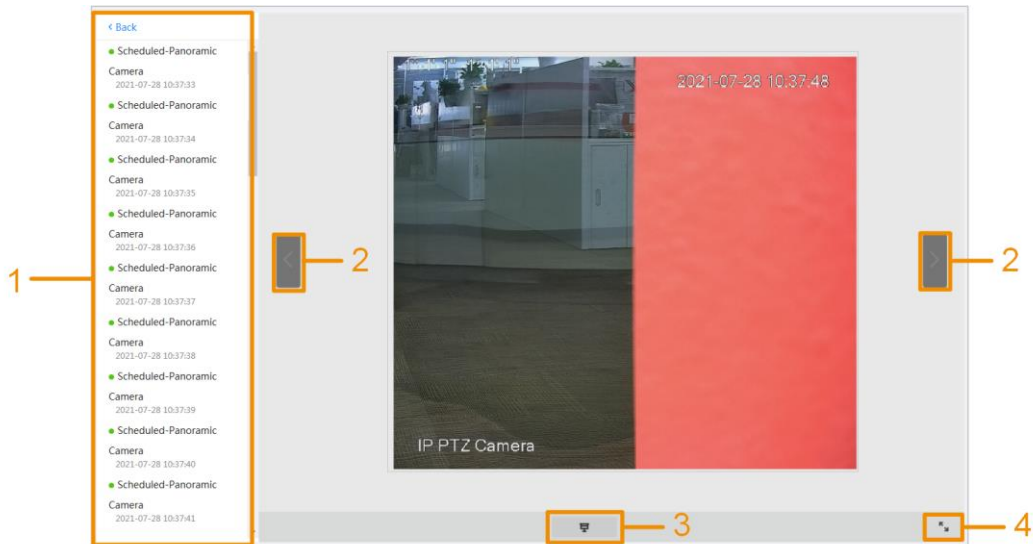 < Back
Scheduled-Panoramic
Camera
2021-07-28 10:37:33
Scheduled-Panoramic
Camera
2021-07-28 10:37:34
Scheduled-Panoramic
Camera
2021-07-28 10:37:35
Scheduled-Panoramic
Camera
2021-07-28 10:37:36
Scheduled-Panoramic
Camera
2021-07-28 10:37:37
Scheduled-Panoramic
Camera
2021-07-28 10:37:38
Scheduled-Panoramic
Camera
2021-07-28 10:37:39
Scheduled-Panoramic
Camera
2021-07-28 10:37:40
Scheduled-Panoramic
Camera
2021-07-28 10:37:41
1
2
2021-07-28 10:37:48
IP PTZ Camera
2
3
4